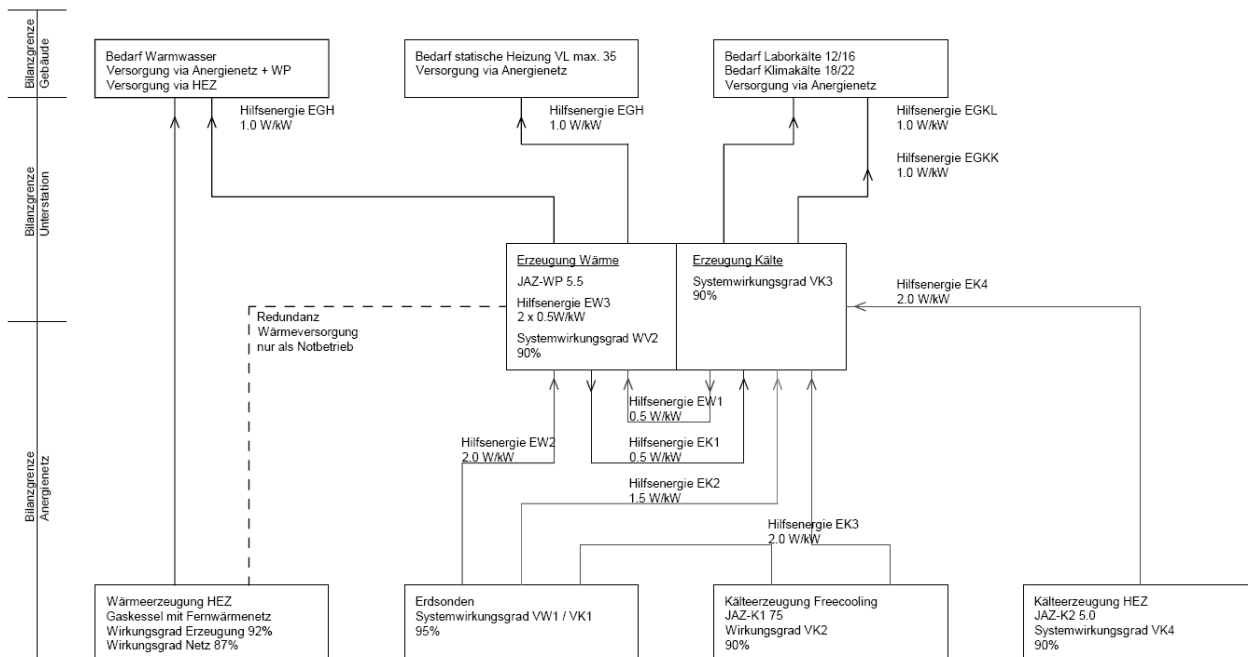 Bilanzgrenze
Gebäude
Bedarf Warmwasser
Versorgung via Anergienetz + WP
Versorgung via HEZ
Bedarf statische Heizung VL max. 35
Versorgung via Anergienetz
Bedarf Laborkälte 12/16
Bedarf Klimakälte 18/22
Versorgung via Anergienetz
Bilanzgrenze
Unterstation
Hilfsenergie EGH
1.0 W/kW
Hilfsenergie EGH
1.0 W/kW
Hilfsenergie EGKL
1.0 W/kW
Hilfsenergie EGKK
1.0 W/kW
Erzeugung Wärme
JAZ-WP 5.5
Hilfsenergie EW3
2 x 0.5W/kW
Systemwirkungsgrad WV2
90%
Erzeugung Kälte
Systemwirkungsgrad VK3
90%
Hilfsenergie EK4
2.0 W/kW
Redundanz
Wärmeversorgung
nur als Notbetrieb
Bilanzgrenze
Anergienetz
Hilfsenergie EW1
0.5 W/kW
Hilfsenergie EW2
2.0 W/kW
Hilfsenergie EK1
0.5 W/kW
Hilfsenergie EK2
1.5 W/kW
Hilfsenergie EK3
2.0 W/kW
Wärmeerzeugung HEZ
Gaskessel mit Fernwärmenetz
Wirkungsgrad Erzeugung 92%
Wirkungsgrad Netz 87%
Erdsonden
Systemwirkungsgrad VW1 / VK1
95%
Kälteerzeugung Freecooling
JAZ-K1 75
Wirkungsgrad VK2
90%
Kälteerzeugung HEZ
JAZ-K2 5.0
Systemwirkungsgrad VK4
90%